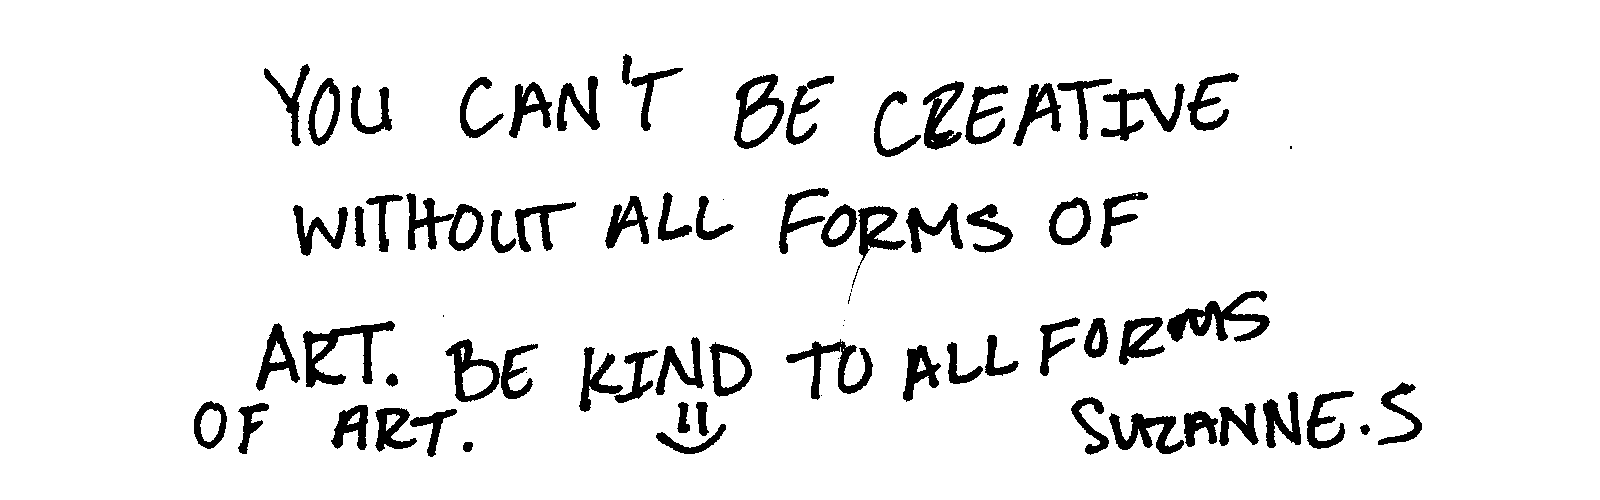 YOU CAN'T BE CREATIVE
WITHOUT ALL FORMS OF
ART. BE KIND TO ALL FORMS
OF ART.
SUZANNE.S